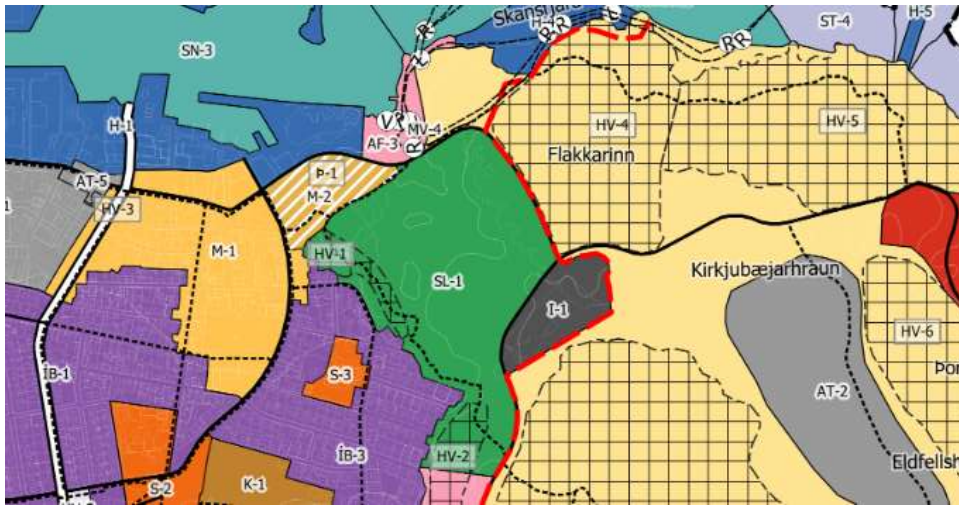 Skansfjara
H-2
ST-4
H-5
SN-3
R
Ł
R
R
R
R
H-1
V
R
MV-4
AF-3
R
HV-4
HV-5
Flakkarinn
Þ-1
M-2
AT-5
HV-3
M-1
HV-1
SL-1
Kirkjubæjarhraun
I-1
HV-6
ÍB-1
S-3
AT-2
ÍB-3
HV-2
S-2
K-1